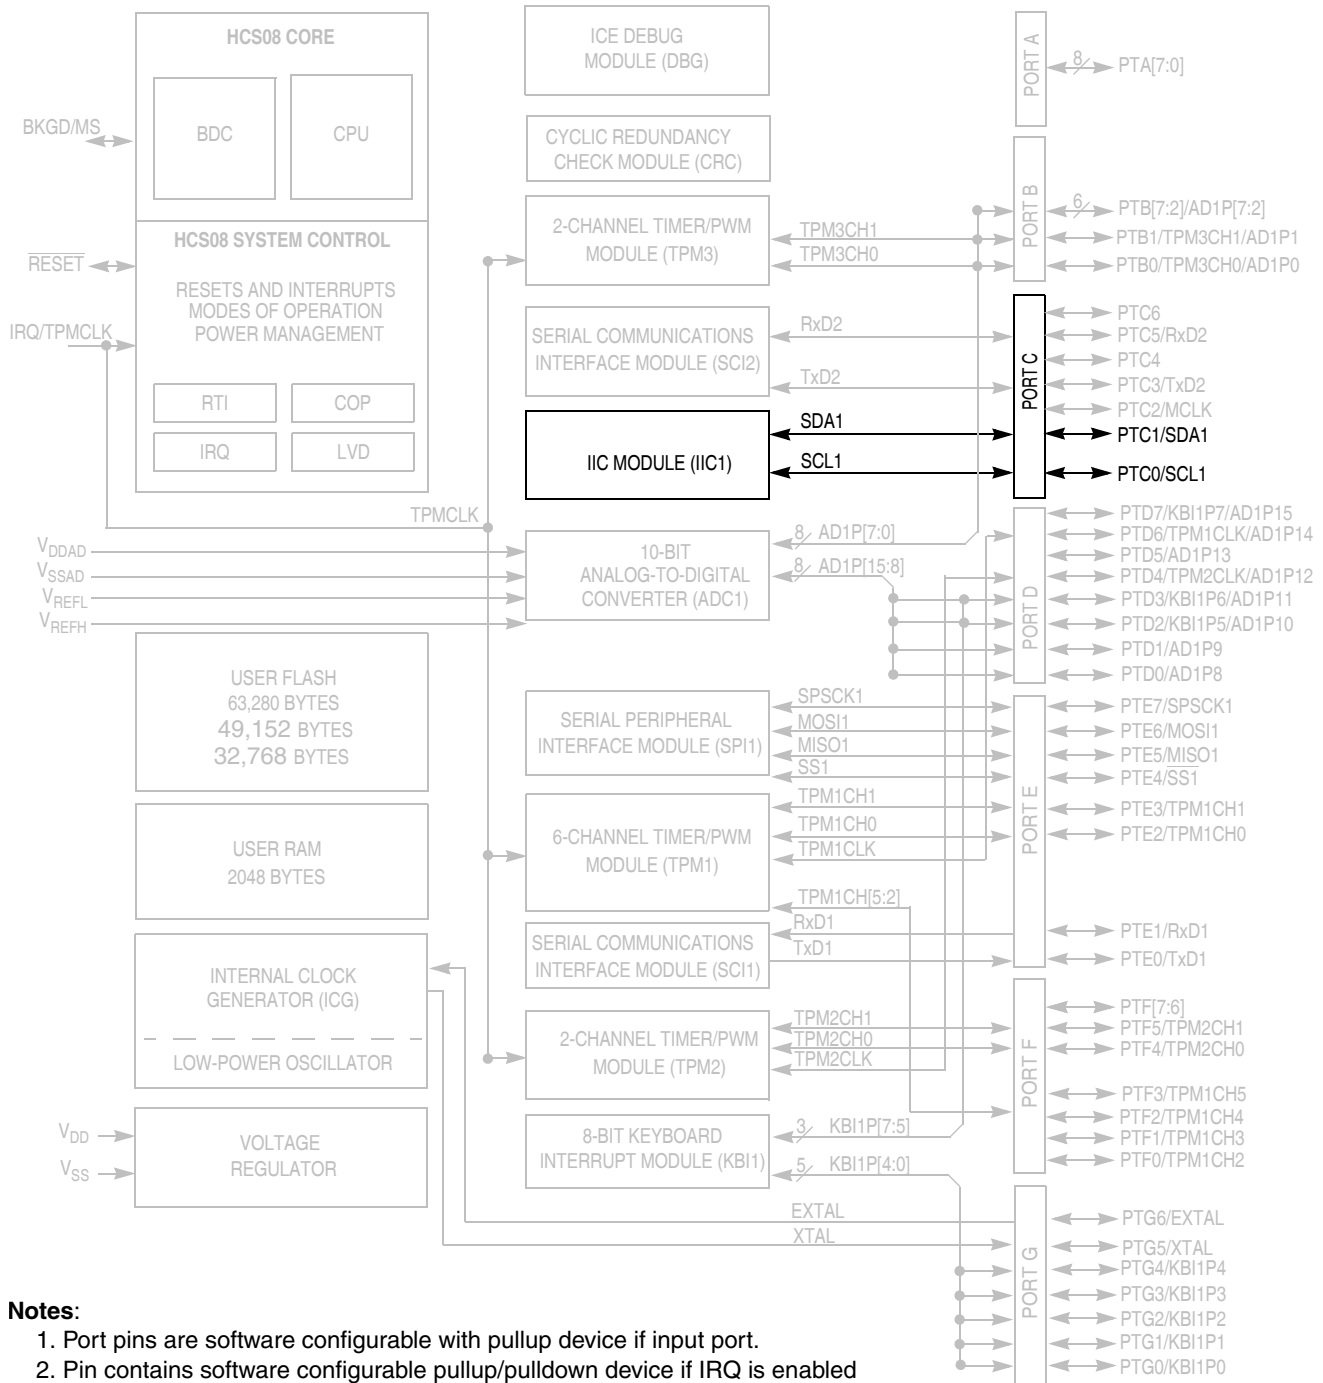 HCS08 CORE
BDC
CPU
BKGD/MS
HCS08 SYSTEM CONTROL
RESET
RESETS AND INTERRUPTS
MODES OF OPERATION
POWER MANAGEMENT
IRQ/TPMCLK
RTI
COP
IRQ
LVD
TPMCLK
VDDAD
VSSAD
VREFL
VREFH
USER FLASH
63,280 BYTES
49,152 BYTES
32,768 BYTES
USER RAM
2048 BYTES
INTERNAL CLOCK
GENERATOR (ICG)
LOW-POWER OSCILLATOR
VDD
VSS
VOLTAGE
REGULATOR
ICE DEBUG
MODULE (DBG)
CYCLIC REDUNDANCY
CHECK MODULE (CRC)
2-CHANNEL TIMER/PWM
MODULE (TPM3)
TPM3CH1
TPM3CH0
SERIAL COMMUNICATIONS
INTERFACE MODULE (SCI2)
RxD2
TxD2
IIC MODULE (IIC1)
SDA1
SCL1
10-BIT
ANALOG-TO-DIGITAL
CONVERTER (ADC1)
8 AD1P[7:0]
8 AD1P[15:8]
SERIAL PERIPHERAL
INTERFACE MODULE (SPI1)
SPSCK1
MOSI1
MISO1
SS1
6-CHANNEL TIMER/PWM
MODULE (TPM1)
TPM1CH1
TPM1CH0
TPM1CLK
TPM1CH[5:2]
SERIAL COMMUNICATIONS
INTERFACE MODULE (SCI1)
RxD1
TxD1
2-CHANNEL TIMER/PWM
MODULE (TPM2)
TPM2CH1
TPM2CH0
TPM2CLK
8-BIT KEYBOARD
INTERRUPT MODULE (KBI1)
3 KBI1P[7:5]
5 KBI1P[4:0]
EXTAL
XTAL
PORT A
8 PTA[7:0]
PORT B
6 PTB[7:2]/AD1P[7:2]
PTB1/TPM3CH1/AD1P1
PTB0/TPM3CH0/AD1P0
PORT C
PTC6
PTC5/RxD2
PTC4
PTC3/TxD2
PTC2/MCLK
PTC1/SDA1
PTC0/SCL1
PORT D
PTD7/KBI1P7/AD1P15
PTD6/TPM1CLK/AD1P14
PTD5/AD1P13
PTD4/TPM2CLK/AD1P12
PTD3/KBI1P6/AD1P11
PTD2/KBI1P5/AD1P10
PTD1/AD1P9
PTD0/AD1P8
PORT E
PTE7/SPSCK1
PTE6/MOSI1
PTE5/MISO1
PTE4/SS1
PTE3/TPM1CH1
PTE2/TPM1CH0
PTE1/RxD1
PTE0/TxD1
PORT F
PTF[7:6]
PTF5/TPM2CH1
PTF4/TPM2CH0
PTF3/TPM1CH5
PTF2/TPM1CH4
PTF1/TPM1CH3
PTF0/TPM1CH2
PORT G
PTG6/EXTAL
PTG5/XTAL
PTG4/KBI1P4
PTG3/KBI1P3
PTG2/KBI1P2
PTG1/KBI1P1
PTG0/KBI1P0
Notes:
1. Port pins are software configurable with pullup device if input port.
2. Pin contains software configurable pullup/pulldown device if IRQ is enabled